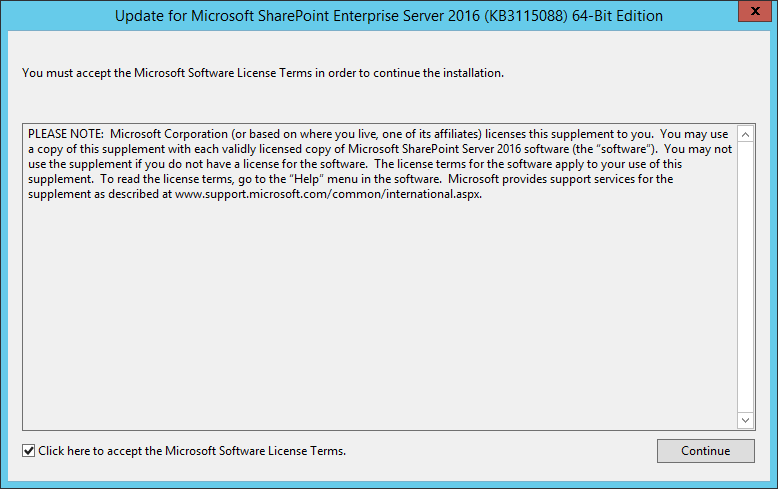 Update for Microsoft SharePoint Enterprise Server 2016 (KB3115088) 64-Bit Edition
You must accept the Microsoft Software License Terms in order to continue the installation.
PLEASE NOTE:  Microsoft Corporation (or based on where you live, one of its affiliates) licenses this supplement to you.  You may use
a copy of this supplement with each validly licensed copy of Microsoft SharePoint Server 2016 software (the “software”).  You may not
use the supplement if you do not have a license for the software.  The license terms for the software apply to your use of this
supplement.  To read the license terms, go to the “Help” menu in the software.  Microsoft provides support services for the
supplement as described at www.support.microsoft.com/common/international.aspx.
Click here to accept the Microsoft Software License Terms.
Continue